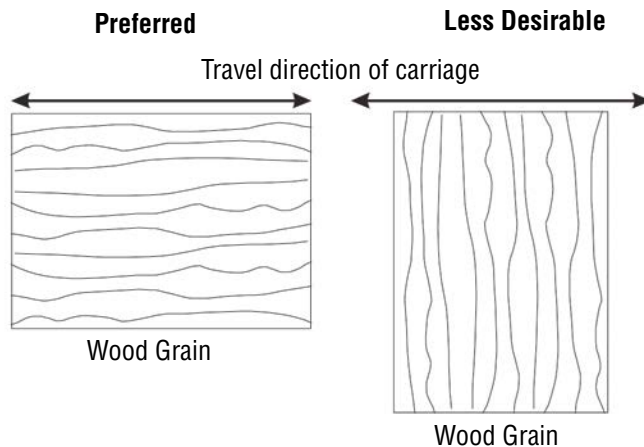 Preferred
Less Desirable
Travel direction of carriage
Wood Grain
Wood Grain